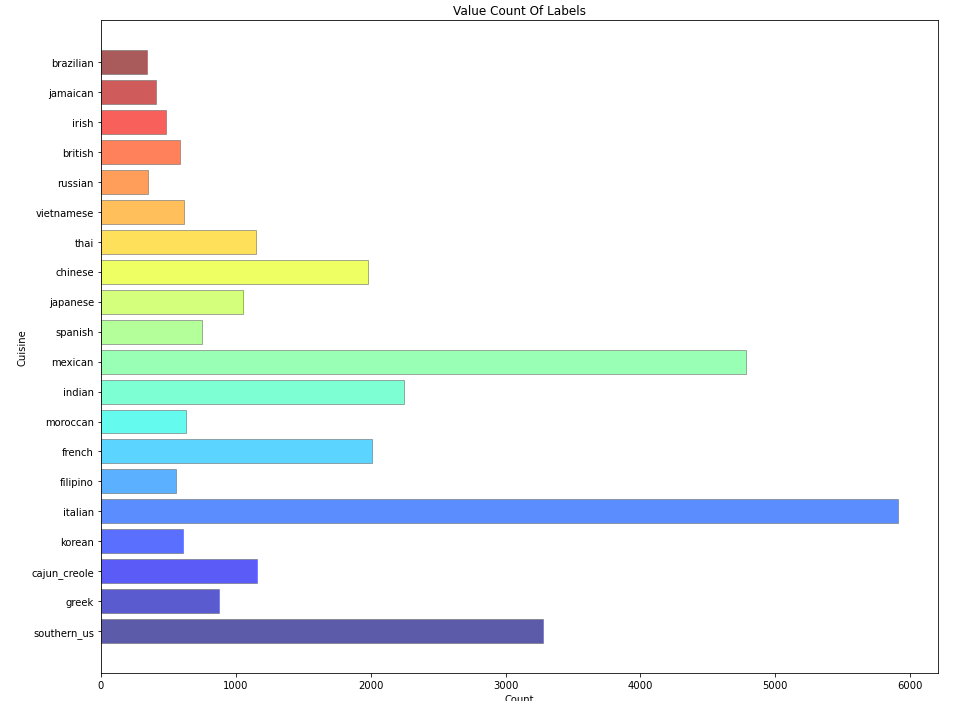 Value Count Of Labels
brazilian
jamaican
irish
british
russian
vietnamese
thai
chinese
japanese
spanish
mexican
indian
moroccan
french
filipino
italian
korean
cajun_creole
greek
southern_us
Cuisine
0 1000 2000 3000 4000 5000 6000
Count